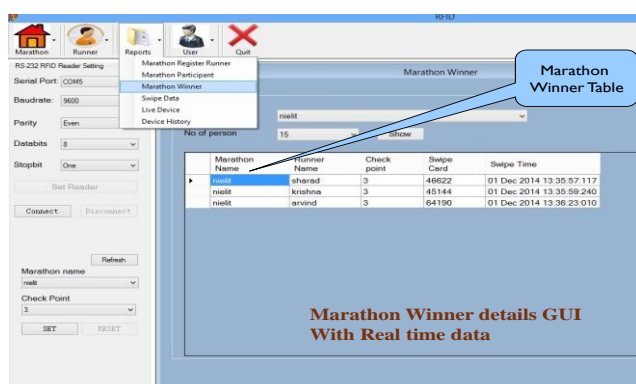 RFID
Marathon Runner Reports User Quit
RS-232 RFID Reader Setting
Serial Port: COM5
Baudrate: 9600
Parity Even
Databits 8
Stopbit One
Set Reader
Connect Disconnect
Refresh
Marathon name
nielit
Check Point
3
SET RESET
Marathon Register Runner
Marathon Participant
Marathon Winner
Swipe Data
Live Device
Device History
Marathon Winner
Marathon
Winner Table
nielit
No of person 15 Show
Marathon Name Runner Name Check point Swipe Card Swipe Time
nielit sharad 3 46622 01 Dec 2014 13:35:57:117
nielit krishna 3 45144 01 Dec 2014 13:35:59:240
nielit arvind 3 64190 01 Dec 2014 13:36:23:010
Marathon Winner details GUI
With Real time data